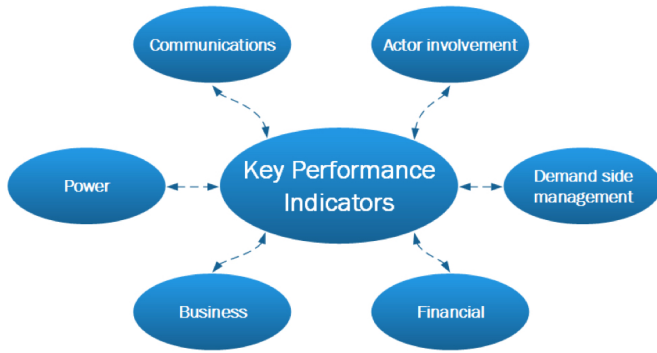 Communications
Actor involvement
Key Performance
Indicators
Power
Demand side
management
Business
Financial